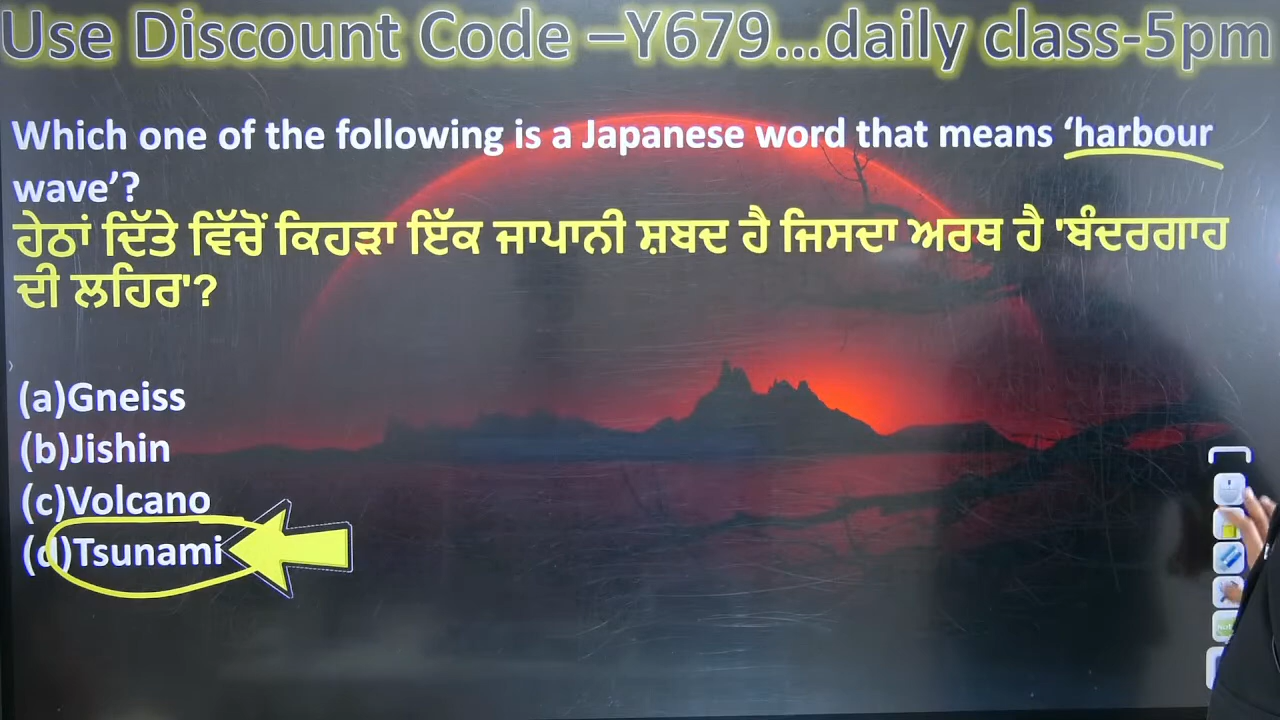 Use Discount Code –Y679...daily class-5pm
Which one of the following is a Japanese word that means ‘harbour
wave’?
ਹੇਠਾਂ ਦਿੱਤੇ ਵਿੱਚੋਂ ਕਿਹੜਾ ਇੱਕ ਜਾਪਾਨੀ ਸ਼ਬਦ ਹੈ ਜਿਸਦਾ ਅਰਥ ਹੈ 'ਬੰਦਰਗਾਹ
ਦੀ ਲਹਿਰ'?
(a)Gneiss
(b)Jishin
(c)Volcano
(d)Tsunami